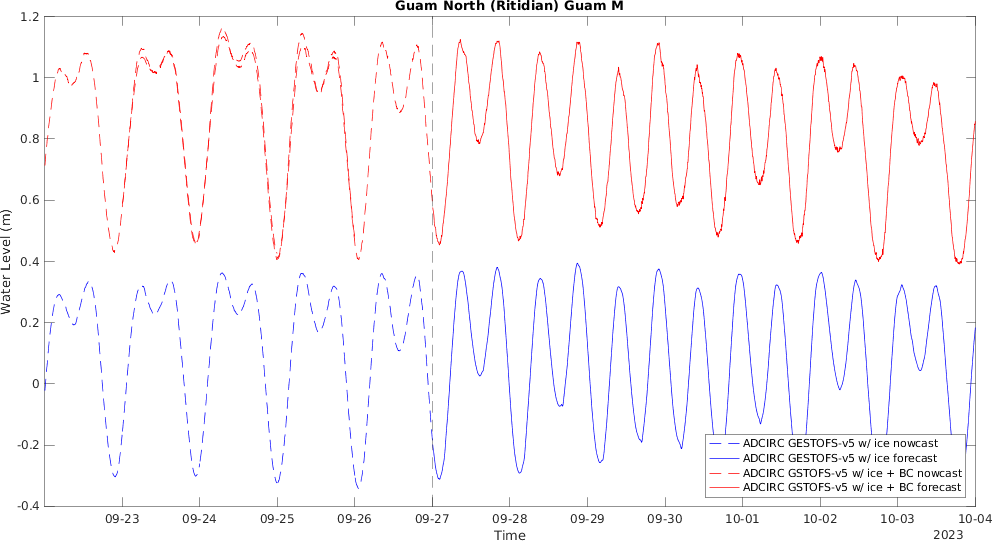 Guam North (Ritidian) Guam M
Water Level (m)
1.2
1
0.8
0.6
0.4
0.2
0
-0.2
-0.4
ADCIRC GESTOFS-v5 w/ ice nowcast
ADCIRC GESTOFS-v5 w/ ice forecast
ADCIRC GSTOFS-v5 w/ ice + BC nowcast
ADCIRC GSTOFS-v5 w/ ice + BC forecast
09-23 09-24 09-25 09-26 09-27 09-28 09-29 09-30 10-01 10-02 10-03 10-04
Time
2023